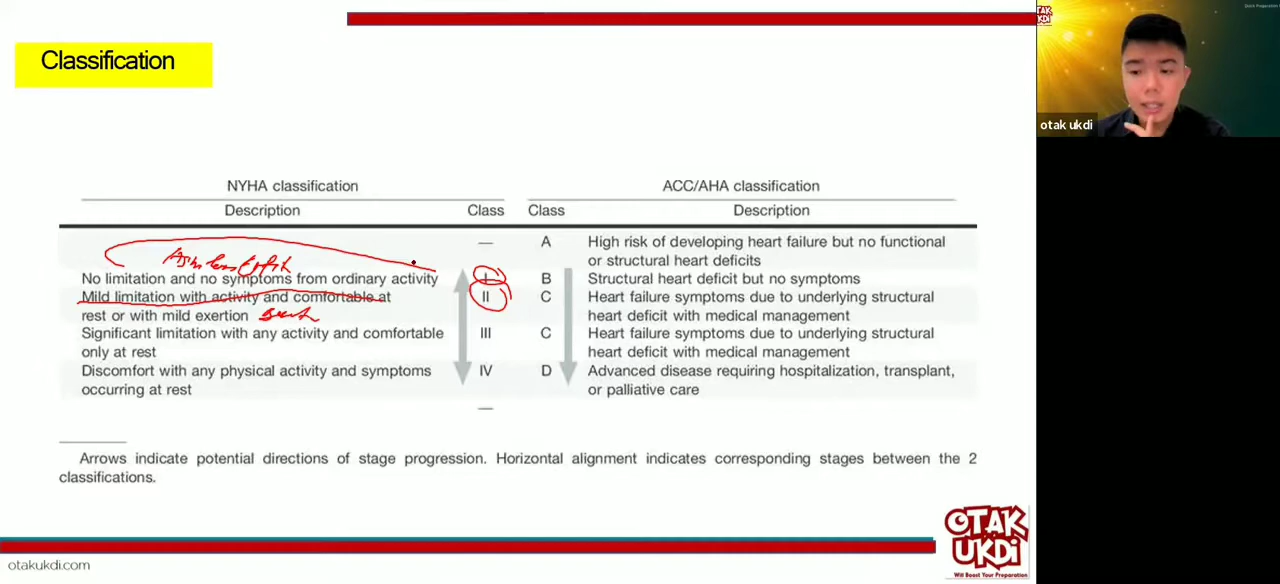 OTAK
UKDI
Classification
otak ukdi
NYHA classification
ACC/AHA classification
Description
Class
Class
Description
—
A
High risk of developing heart failure but no functional
or structural heart deficits
No limitation and no symptoms from ordinary activity
I
B
Structural heart deficit but no symptoms
Mild limitation with activity and comfortable at
rest or with mild exertion
II
C
Heart failure symptoms due to underlying structural
heart deficit with medical management
Significant limitation with any activity and comfortable
only at rest
III
C
Heart failure symptoms due to underlying structural
heart deficit with medical management
Discomfort with any physical activity and symptoms
occurring at rest
IV
D
Advanced disease requiring hospitalization, transplant,
or palliative care
—
Arrows indicate potential directions of stage progression. Horizontal alignment indicates corresponding stages between the 2
classifications.
OTAK
UKDi
Will Boost Your Preparation
otakukdi.com